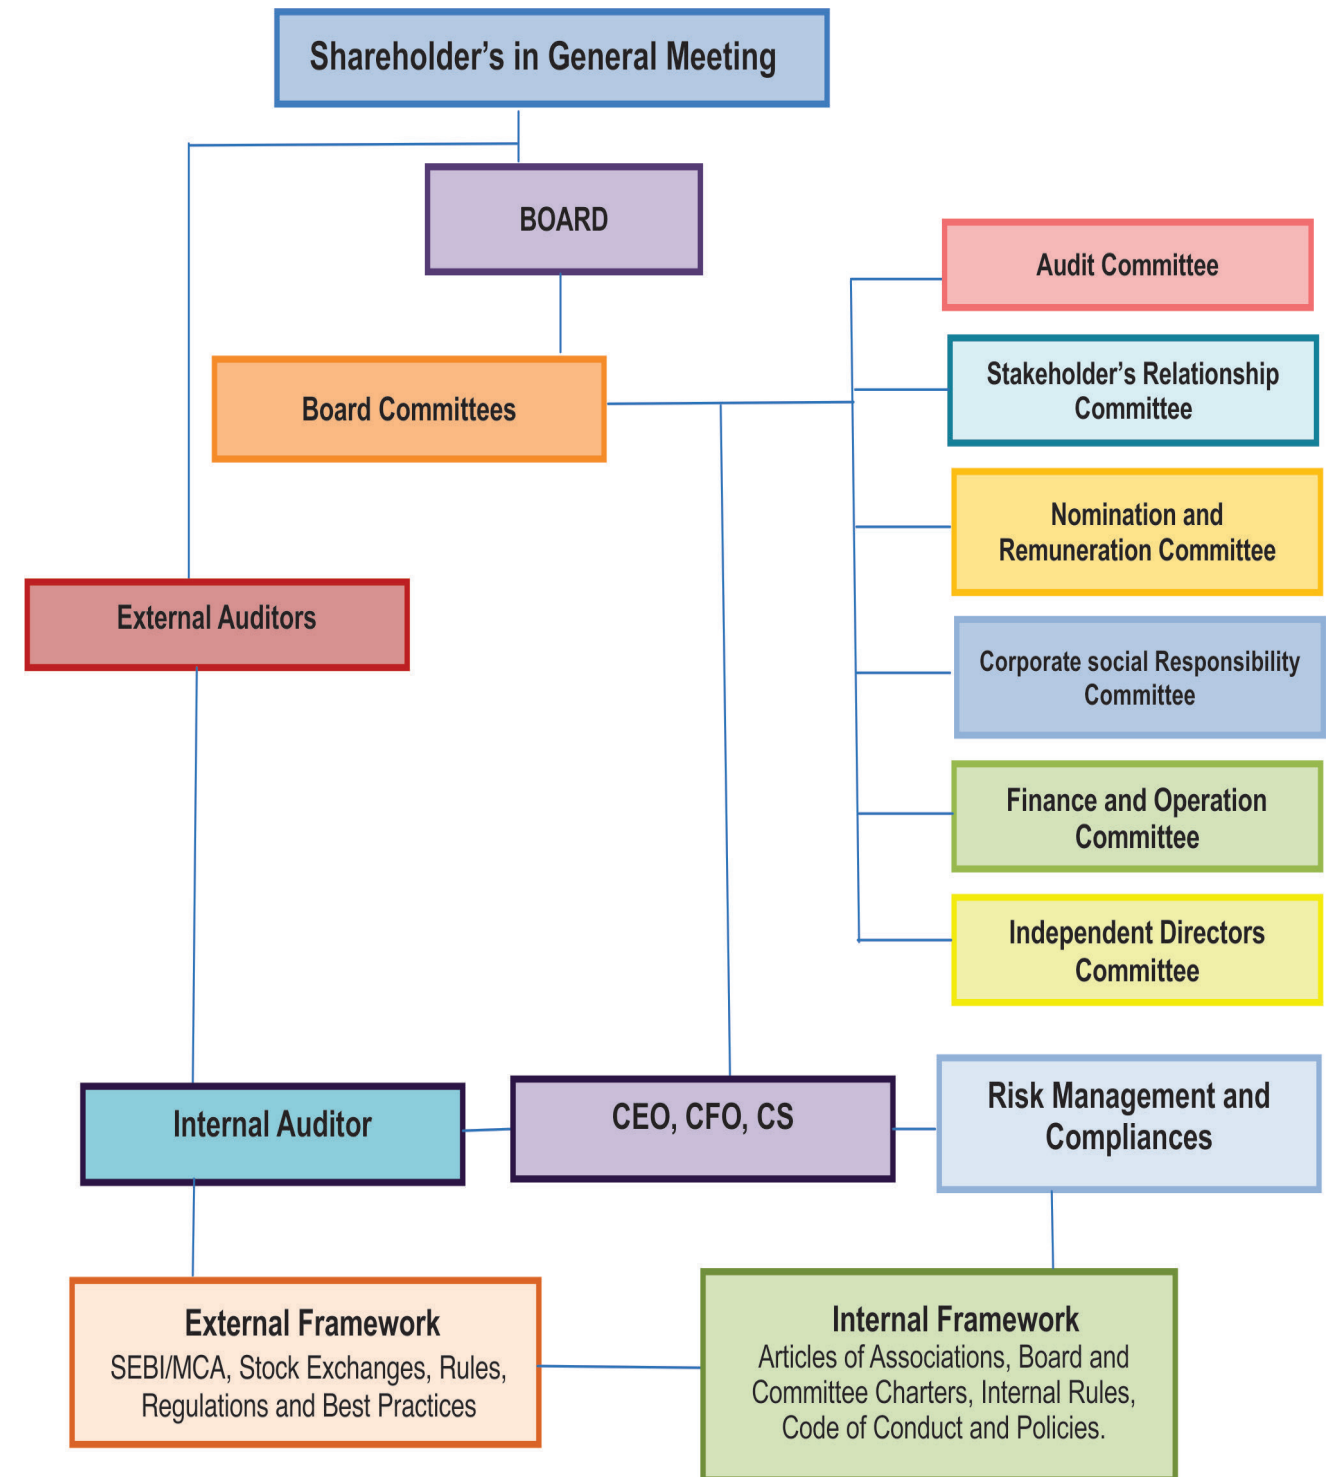 Shareholder’s in General Meeting
BOARD
Audit Committee
Stakeholder’s Relationship
Committee
Board Committees
Nomination and
Remuneration Committee
External Auditors
Corporate social Responsibility
Committee
Finance and Operation
Committee
Independent Directors
Committee
Internal Auditor
CEO, CFO, CS
Risk Management and
Compliances
External Framework
SEBI/MCA, Stock Exchanges, Rules,
Regulations and Best Practices
Internal Framework
Articles of Associations, Board and
Committee Charters, Internal Rules,
Code of Conduct and Policies.